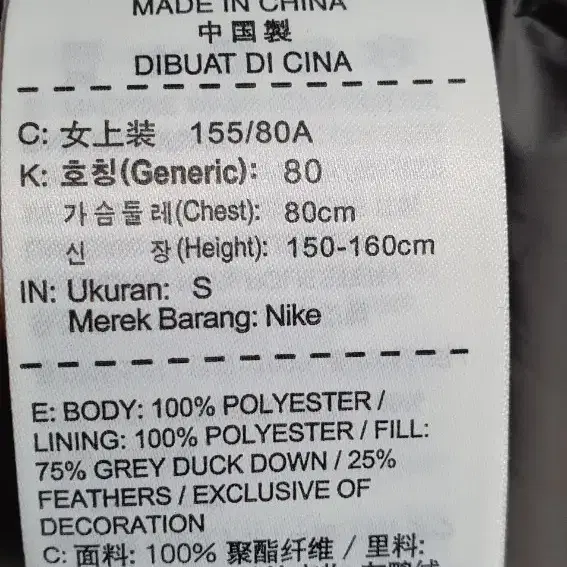 MADE IN CHINA
中国製
DIBUAT DI CINA
C: 女上装 155/80A
K: 호칭(Generic): 80
가슴둘레(Chest): 80cm
신 장(Height): 150-160cm
IN: Ukuran: S
Merek Barang: Nike
E: BODY: 100% POLYESTER /
LINING: 100% POLYESTER / FILL:
75% GREY DUCK DOWN / 25%
FEATHERS / EXCLUSIVE OF
DECORATION
C: 面料: 100% 聚酯纤维 / 里料: